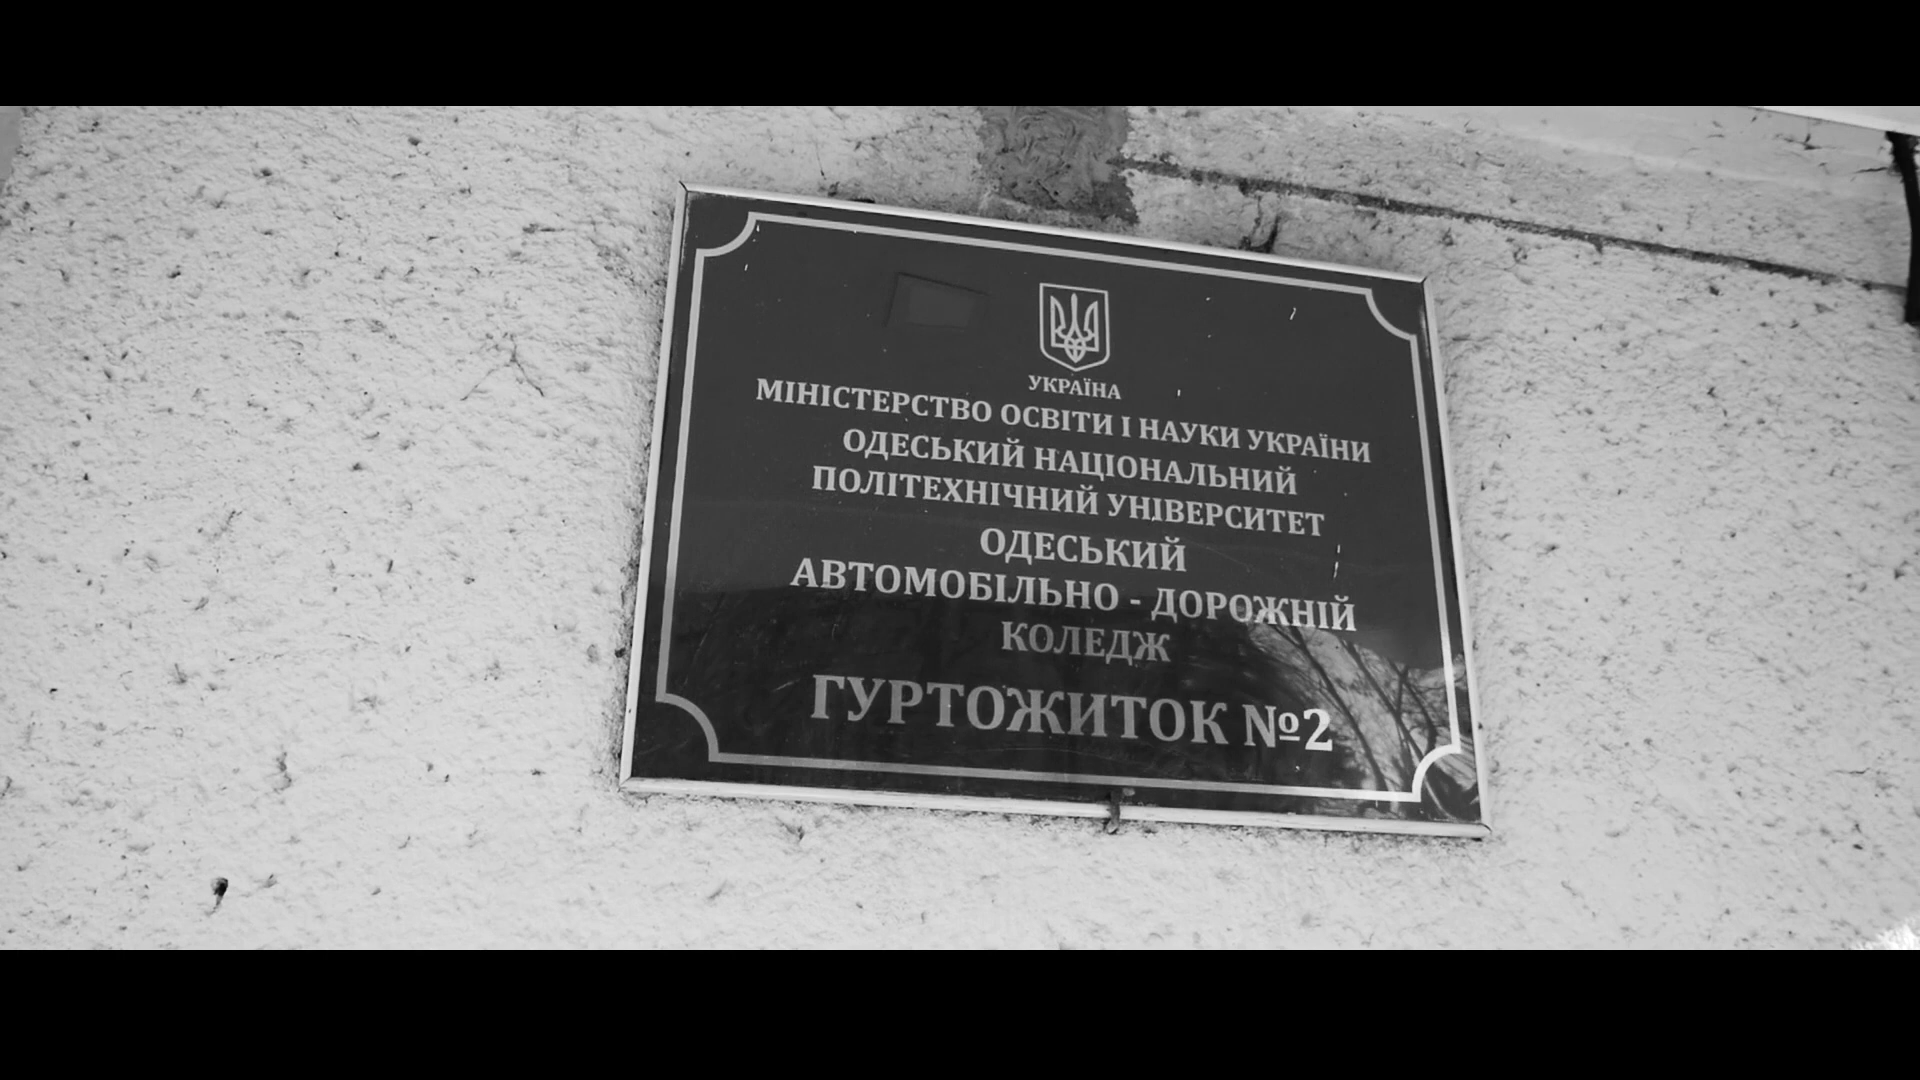 УКРАЇНА
МІНІСТЕРСТВО ОСВІТИ І НАУКИ УКРАЇНИ
ОДЕСЬКИЙ НАЦІОНАЛЬНИЙ
ПОЛІТЕХНІЧНИЙ УНІВЕРСИТЕТ
ОДЕСЬКИЙ
АВТОМОБІЛЬНО - ДОРОЖНІЙ
КОЛЕДЖ
ГУРТОЖИТОК №2